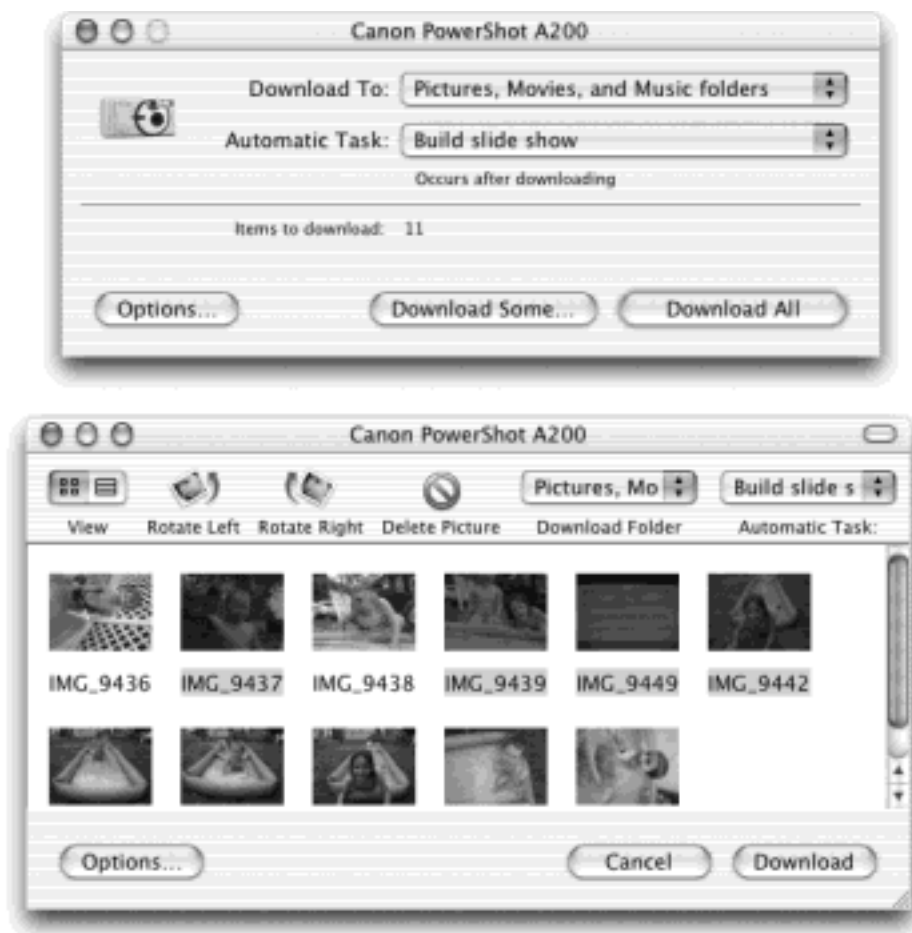 Canon PowerShot A200
Download To: Pictures, Movies, and Music folders
Automatic Task: Build slide show
Occurs after downloading
Items to download: 11
Options... Download Some... Download All
Canon PowerShot A200
Pictures, Mo Build slide s
View Rotate Left Rotate Right Delete Picture Download Folder Automatic Task:
IMG_9436 IMG_9437 IMG_9438 IMG_9439 IMG_9449 IMG_9442
Options... Cancel Download